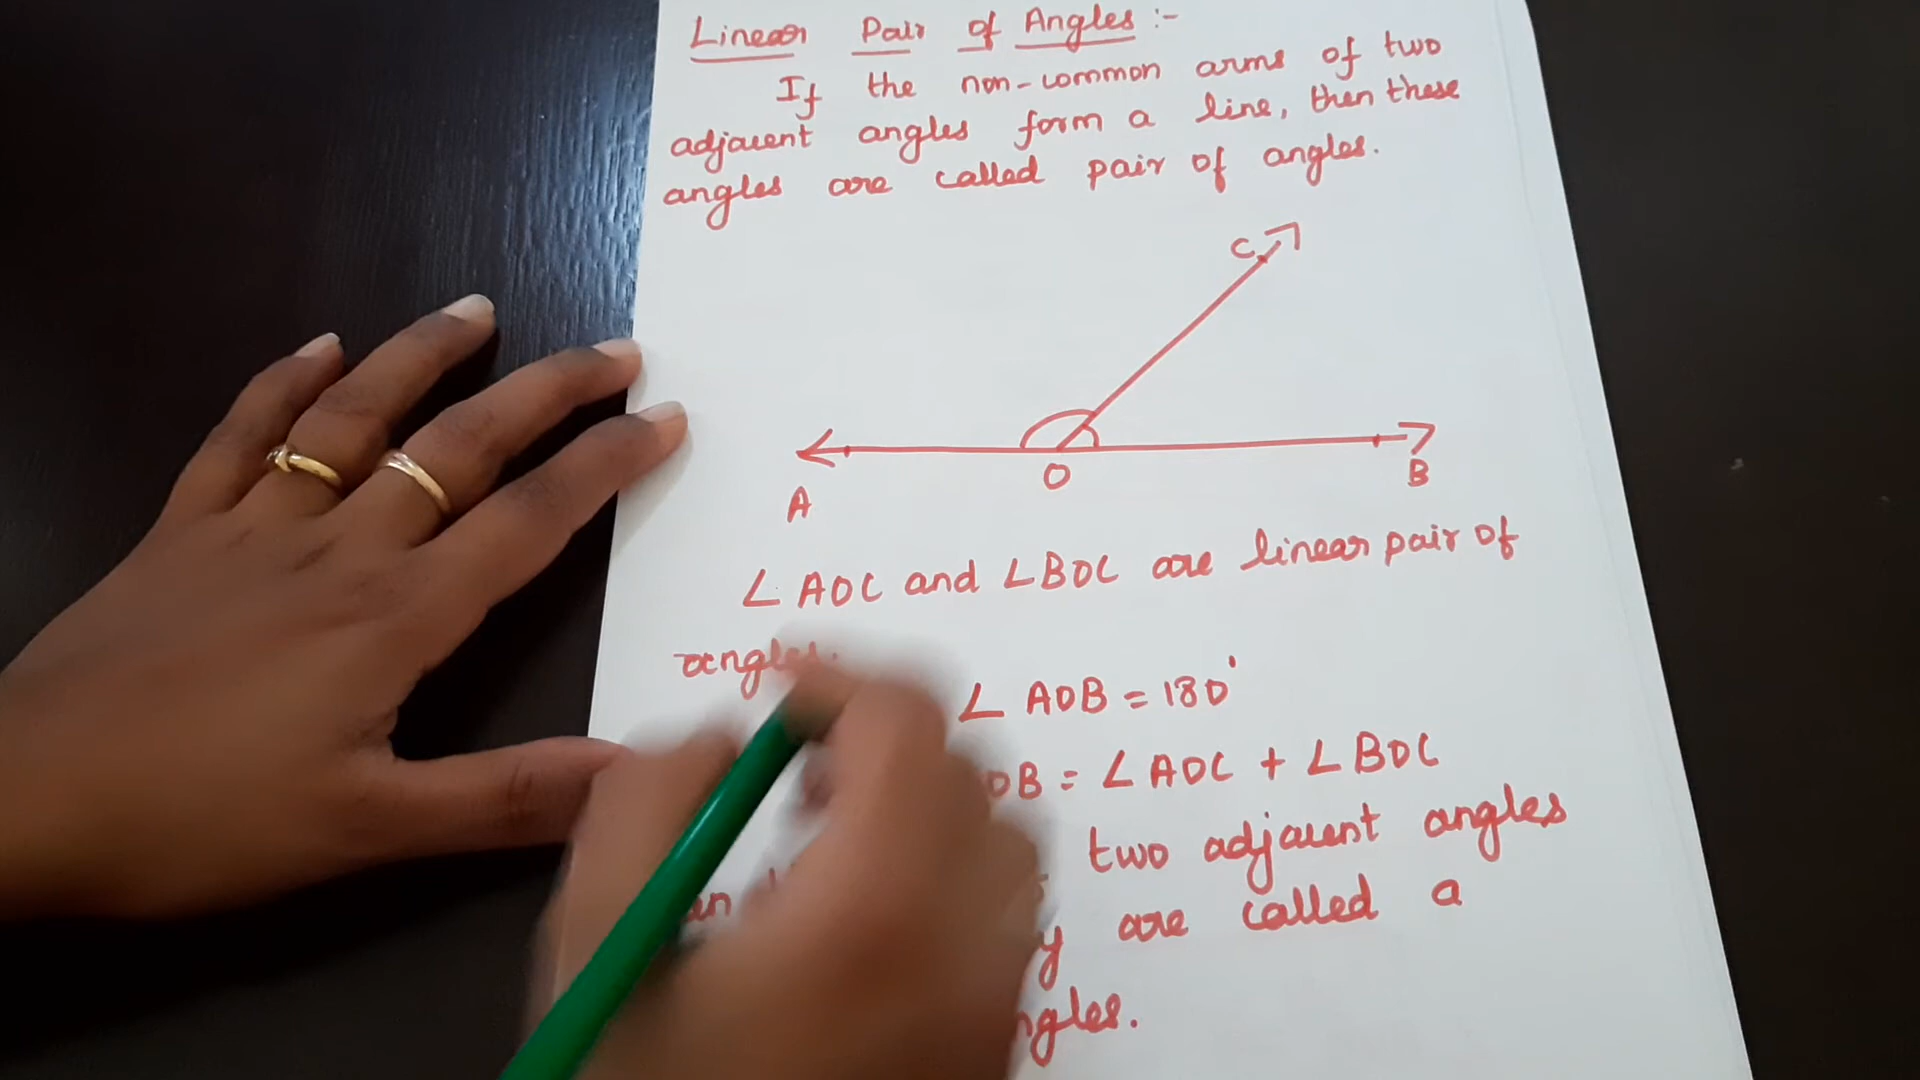 Linear Pair of Angles :-
If the non-common arms of two
adjacent angles form a line, then these
angles are called pair of angles.
C
A O B
∠AOC and ∠BOC are linear pair of
angles.
∠AOB = 180°
OB = ∠AOC + ∠BOC
two adjacent angles
are called a